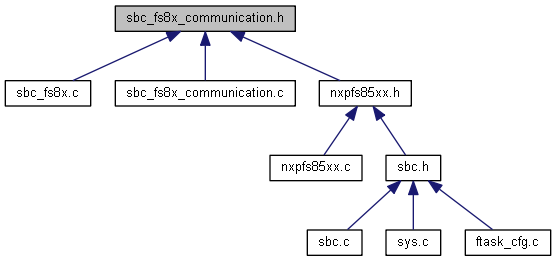 sbc_fs8x_communication.h
sbc_fs8x.c
sbc_fs8x_communication.c
nxpfs85xx.h
nxpfs85xx.c
sbc.h
sbc.c
sys.c
ftask_cfg.c